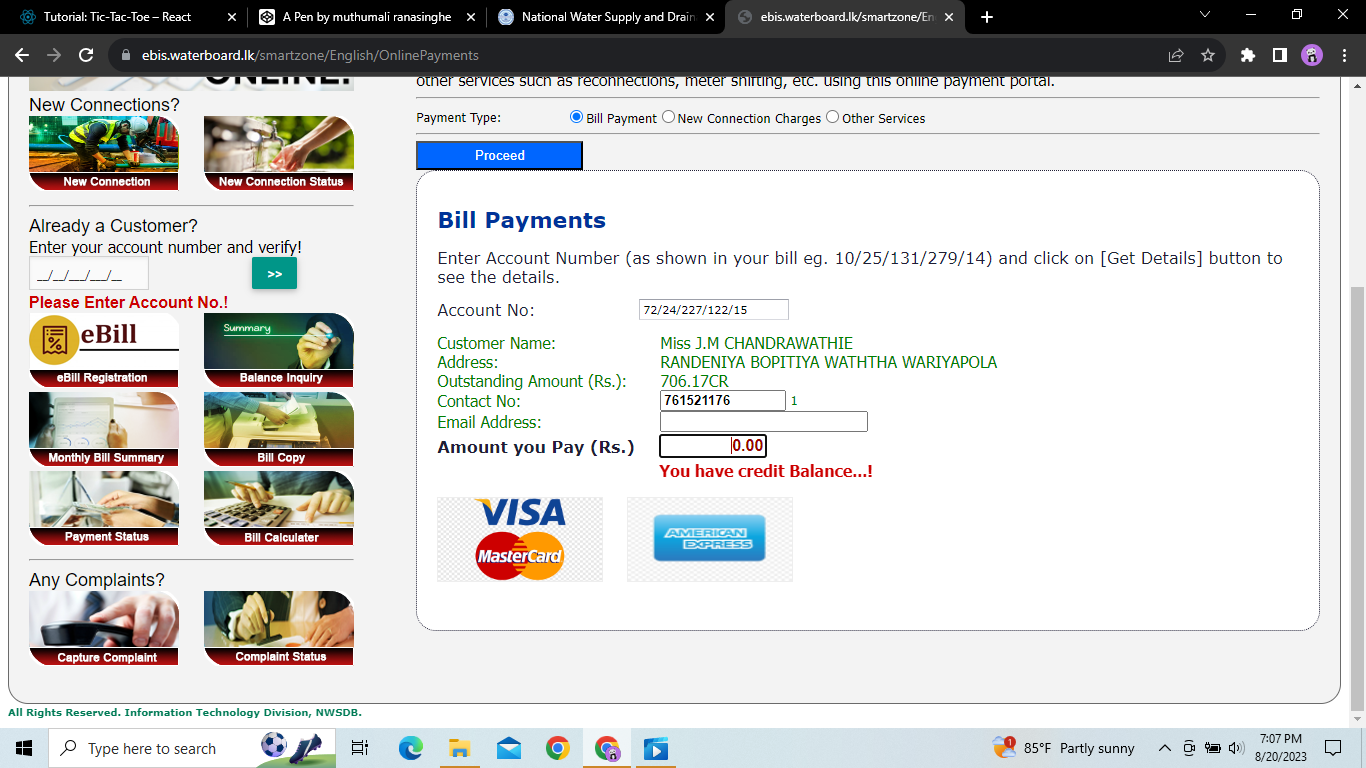 Tutorial: Tic-Tac-Toe – React
A Pen by muthumali ranasinghe
National Water Supply and Drain
ebis.waterboard.lk/smartzone/En
ebis.waterboard.lk/smartzone/English/OnlinePayments
ONLINE!
other services such as reconnections, meter shifting, etc. using this online payment portal.
New Connections?
New Connection
New Connection Status
Already a Customer?
Enter your account number and verify!
__/__/___/___/__
>>
Please Enter Account No.!
eBill
eBill Registration
Summary
Balance Inquiry
Monthly Bill Summary
Bill Copy
Payment Status
Bill Calculater
Any Complaints?
Capture Complaint
Complaint Status
Payment Type:
Bill Payment
New Connection Charges
Other Services
Proceed
Bill Payments
Enter Account Number (as shown in your bill eg. 10/25/131/279/14) and click on [Get Details] button to
see the details.
Account No:
72/24/227/122/15
Customer Name:
Miss J.M CHANDRAWATHIE
Address:
RANDENIYA BOPITIYA WATHTHA WARIYAPOLA
Outstanding Amount (Rs.):
706.17CR
Contact No:
761521176
1
Email Address:
Amount you Pay (Rs.)
0.00
You have credit Balance...!
VISA
MasterCard
AMERICAN
EXPRESS
All Rights Reserved. Information Technology Division, NWSDB.
Type here to search
1
85°F Partly sunny
7:07 PM
8/20/2023